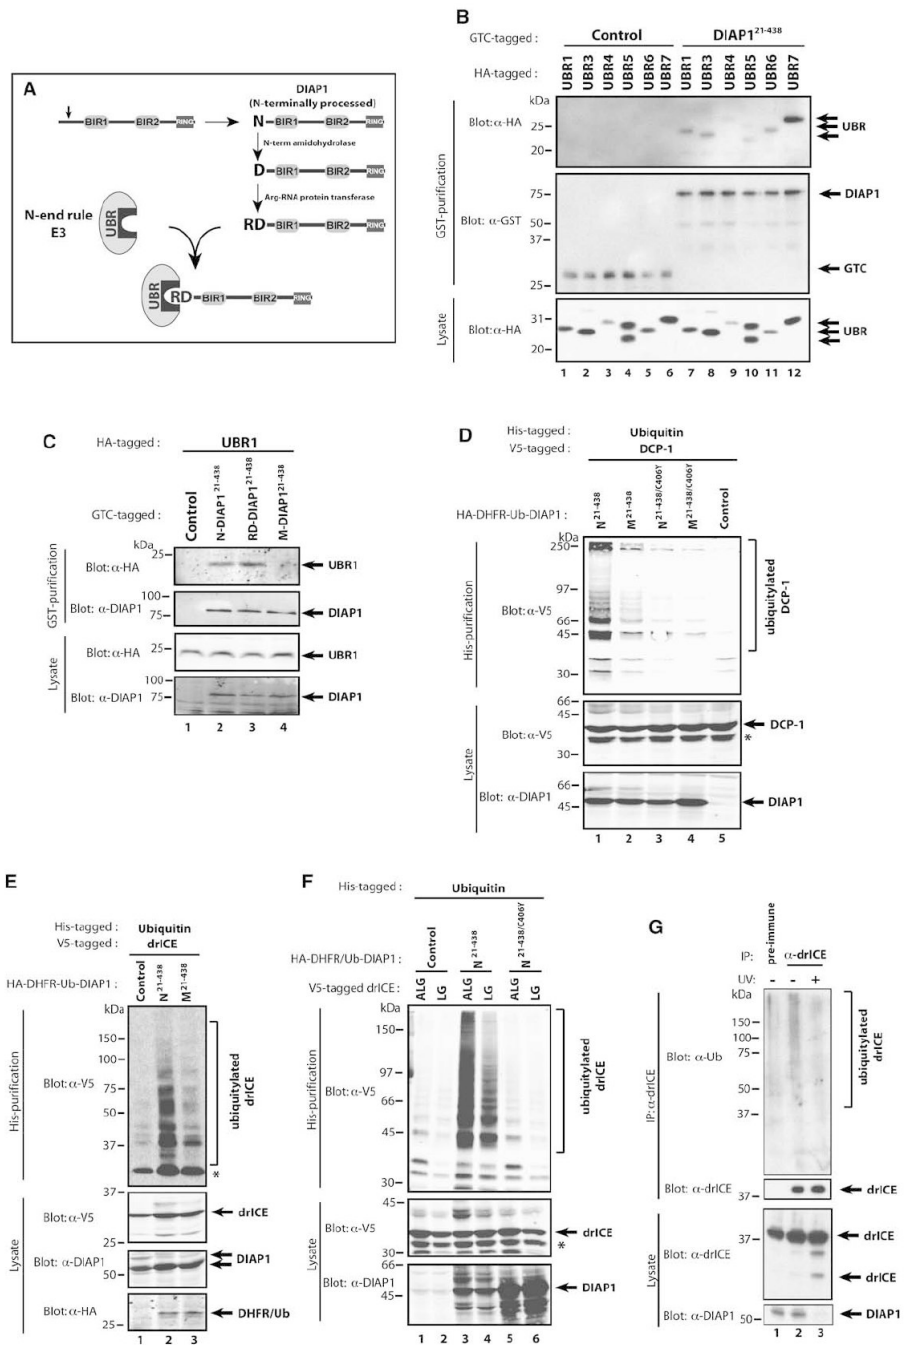 A
DIAP1
(N-terminally processed)
BIR1 BIR2 RING
N BIR1 BIR2 RING
N-term amidohydrolase
D BIR1 BIR2 RING
Arg-RNA protein transferase
RD BIR1 BIR2 RING
N-end rule
E3
UBR
UBR RD BIR1 BIR2 RING
B
GTC-tagged : Control DIAP1 21-438
HA-tagged : UBR1 UBR3 UBR4 UBR5 UBR6 UBR7 UBR1 UBR3 UBR4 UBR5 UBR6 UBR7
kDa
GST-purification
Blot:α-HA 25 20 UBR
Blot: α-GST 75 50 37 25 DIAP1 GTC
Lysate
Blot:α-HA 31 20 UBR
1 2 3 4 5 6 7 8 9 10 11 12
C
HA-tagged : UBR1
GTC-tagged : Control N-DIAP1 21-438 RD-DIAP1 21-438 M-DIAP1 21-438
kDa
GST-purification
Blot:α-HA 25 UBR1
Blot: α-DIAP1 100 75 DIAP1
Lysate
Blot:α-HA 25 UBR1
Blot: α-DIAP1 100 75 DIAP1
1 2 3 4
D
His-tagged : Ubiquitin
V5-tagged : DCP-1
HA-DHFR-Ub-DIAP1 : N 21-438 M 21-438 N 21-438/C406Y M 21-438/C406Y Control
kDa
His-purification
Blot:α-V5 250 97 66 45 30
ubiquitylated
DCP-1
Lysate
Blot:α-V5 66 45 30 DCP-1 *
Blot: α-DIAP1 66 45 DIAP1
1 2 3 4 5
E
His-tagged : Ubiquitin
V5-tagged : drICE
HA-DHFR-Ub-DIAP1 : Control N 21-438 M 21-438
kDa
His-purification
Blot:α-V5 150 100 75 50 37 *
ubiquitylated
drICE
Lysate
Blot:α-V5 37 25 drICE
Blot:α-DIAP1 50 DIAP1
Blot:α-HA 25 DHFR/Ub
1 2 3
F
His-tagged : Ubiquitin
HA-DHFR/Ub-DIAP1 : Control N 21-438 N 21-438/C406Y
V5-tagged drICE : ALG LG ALG LG ALG LG
kDa
His-purification
Blot:α-V5 150 97 66 45 30
ubiquitylated
drICE
Lysate
Blot:α-V5 45 30 drICE *
Blot:α-DIAP1 66 45 DIAP1
1 2 3 4 5 6
G
IP: pre-immune α-drICE
UV: - - +
kDa
IP: α-drICE
Blot: α-Ub 150 100 75 50 37
ubiquitylated
drICE
Blot: α-drICE 37 drICE
Lysate
Blot: α-drICE 37 drICE drICE
Blot: α-DIAP1 50 DIAP1
1 2 3